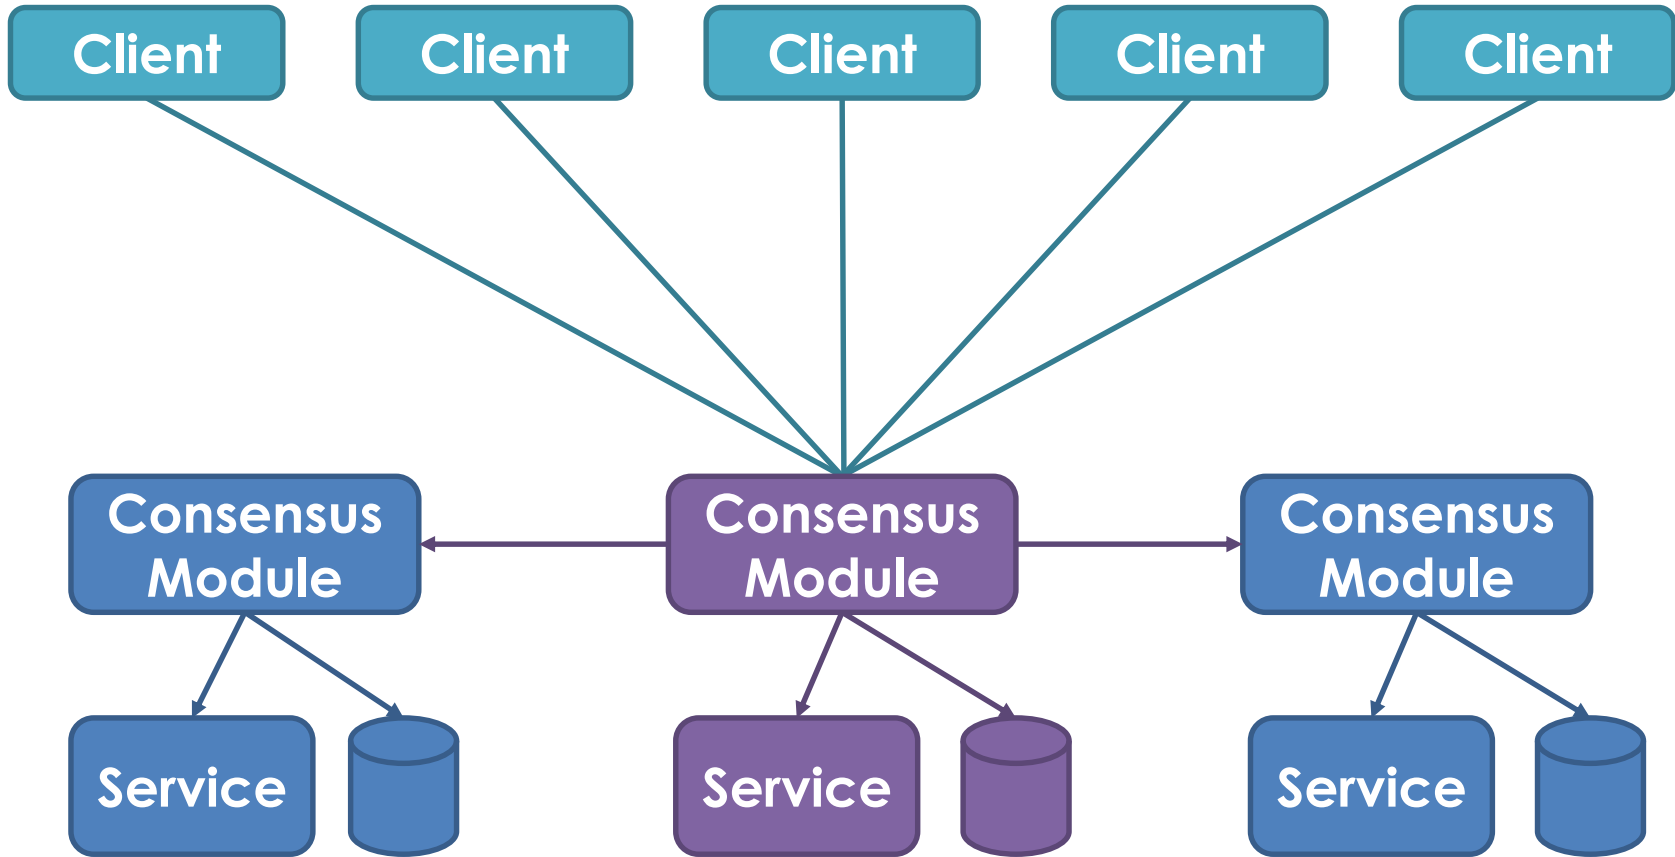 Client
Client
Client
Client
Client
Consensus
Module
Consensus
Module
Consensus
Module
Service
Service
Service